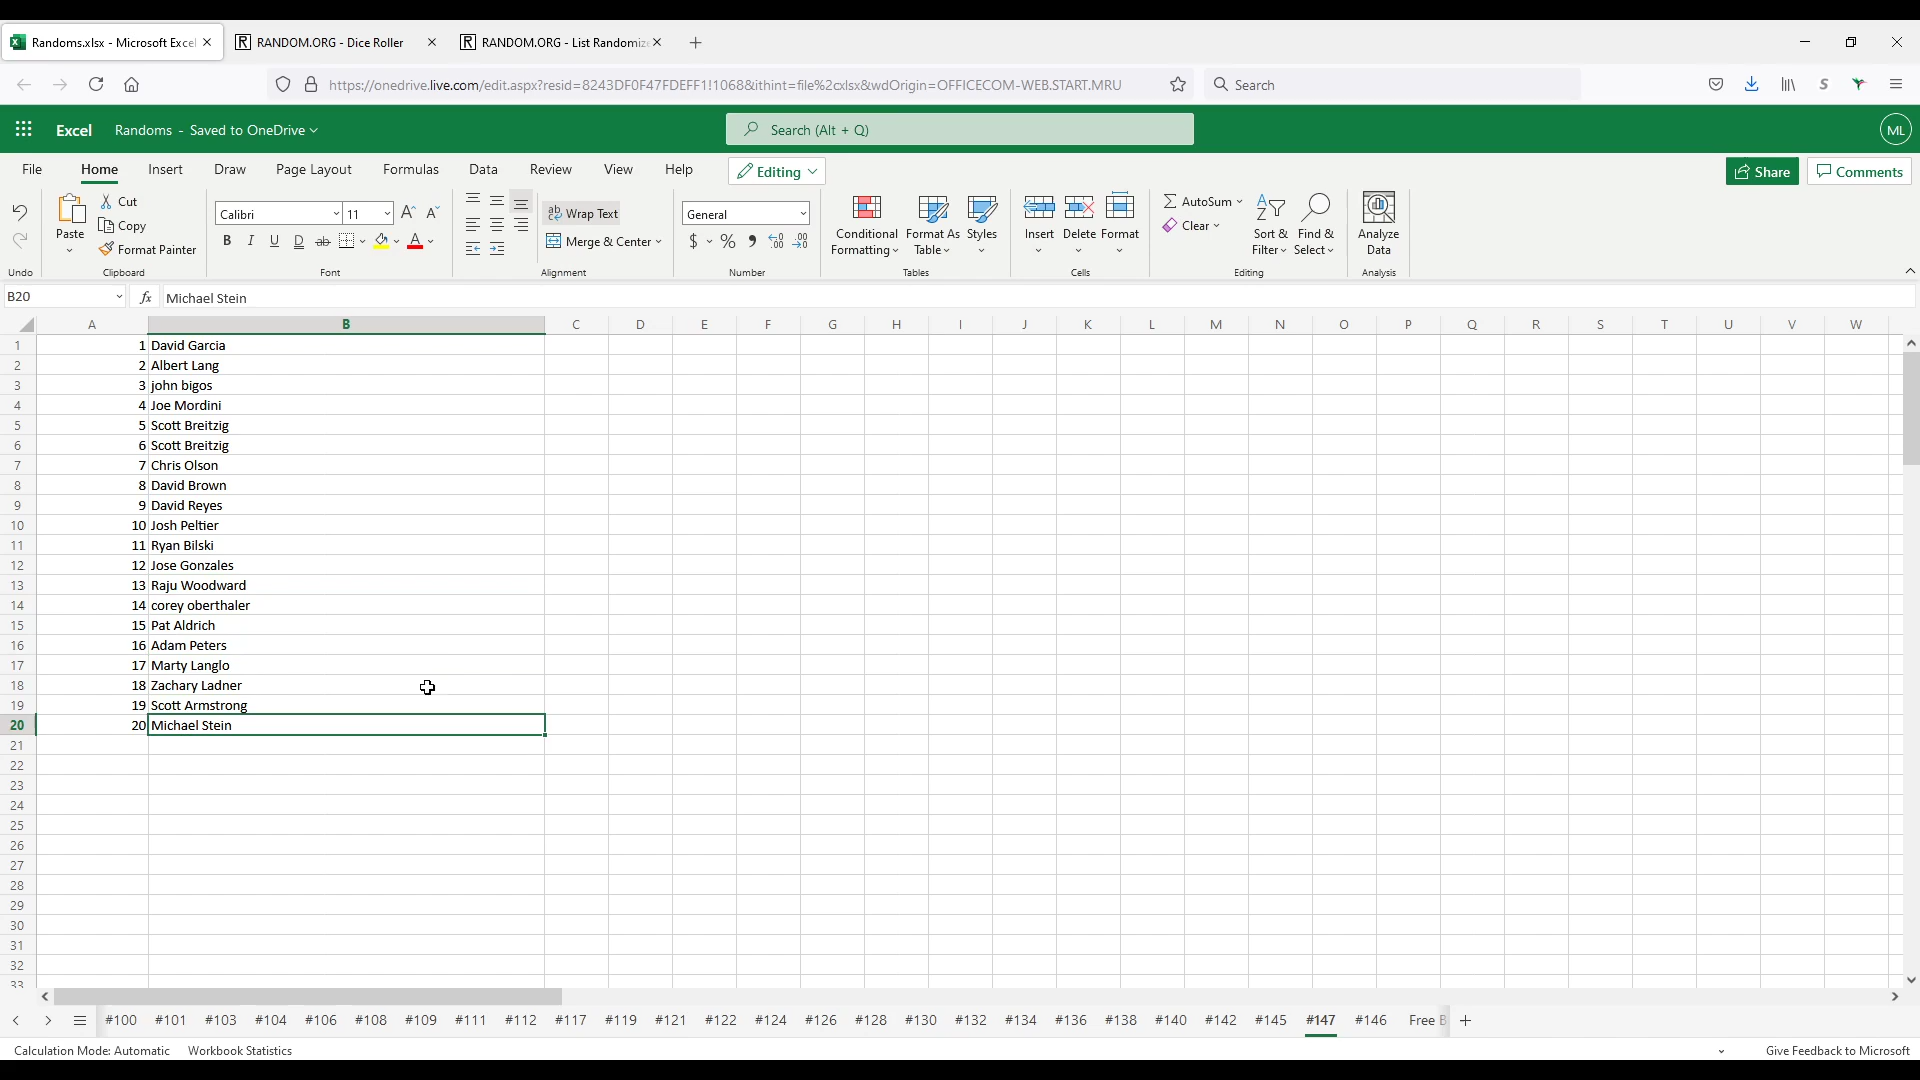 Randoms.xlsx - Microsoft Excel
RANDOM.ORG - Dice Roller
RANDOM.ORG - List Randomize
https://onedrive.live.com/edit.aspx?resid=8243DF0F47FDEFF1!1068&ithint=file%2cxlsx&wdOrigin=OFFICECOM-WEB.START.MRU
Search
S
Excel
Randoms - Saved to OneDrive
Search (Alt + Q)
ML
File Home Insert Draw Page Layout Formulas Data Review View Help Editing Share Comments
Paste
Cut
Copy
Format Painter
Calibri 11
B I U D ab
Wrap Text
Merge & Center
General
$ % 9 .00
Conditional Formatting
Format As Table
Styles
Insert Delete Format
AutoSum
Clear
Sort & Filter
Find & Select
Analyze Data
Undo Clipboard Font Alignment Number Tables Cells Editing Analysis
B20 fx Michael Stein
A B C D E F G H I J K L M N O P Q R S T U V W
1 1 David Garcia
2 2 Albert Lang
3 3 john bigos
4 4 Joe Mordini
5 5 Scott Breitzig
6 6 Scott Breitzig
7 7 Chris Olson
8 8 David Brown
9 9 David Reyes
10 10 Josh Peltier
11 11 Ryan Bilski
12 12 Jose Gonzales
13 13 Raju Woodward
14 14 corey oberthaler
15 15 Pat Aldrich
16 16 Adam Peters
17 17 Marty Langlo
18 18 Zachary Ladner
19 19 Scott Armstrong
20 20 Michael Stein
21
22
23
24
25
26
27
28
29
30
31
32
33
#100 #101 #103 #104 #106 #108 #109 #111 #112 #117 #119 #121 #122 #124 #126 #128 #130 #132 #134 #136 #138 #140 #142 #145 #147 #146 Free B
Calculation Mode: Automatic Workbook Statistics Give Feedback to Microsoft